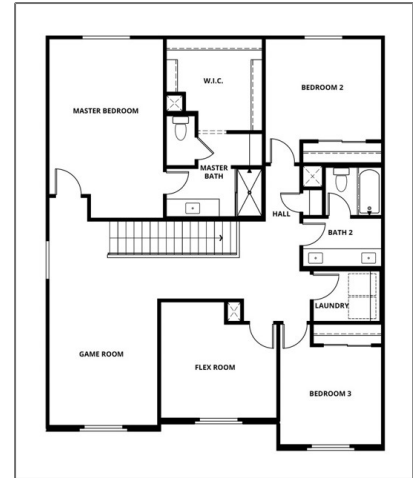 W.I.C.
BEDROOM 2
MASTER BEDROOM
MASTER
BATH
HALL
BATH 2
LAUNDRY
GAME ROOM
FLEX ROOM
BEDROOM 3